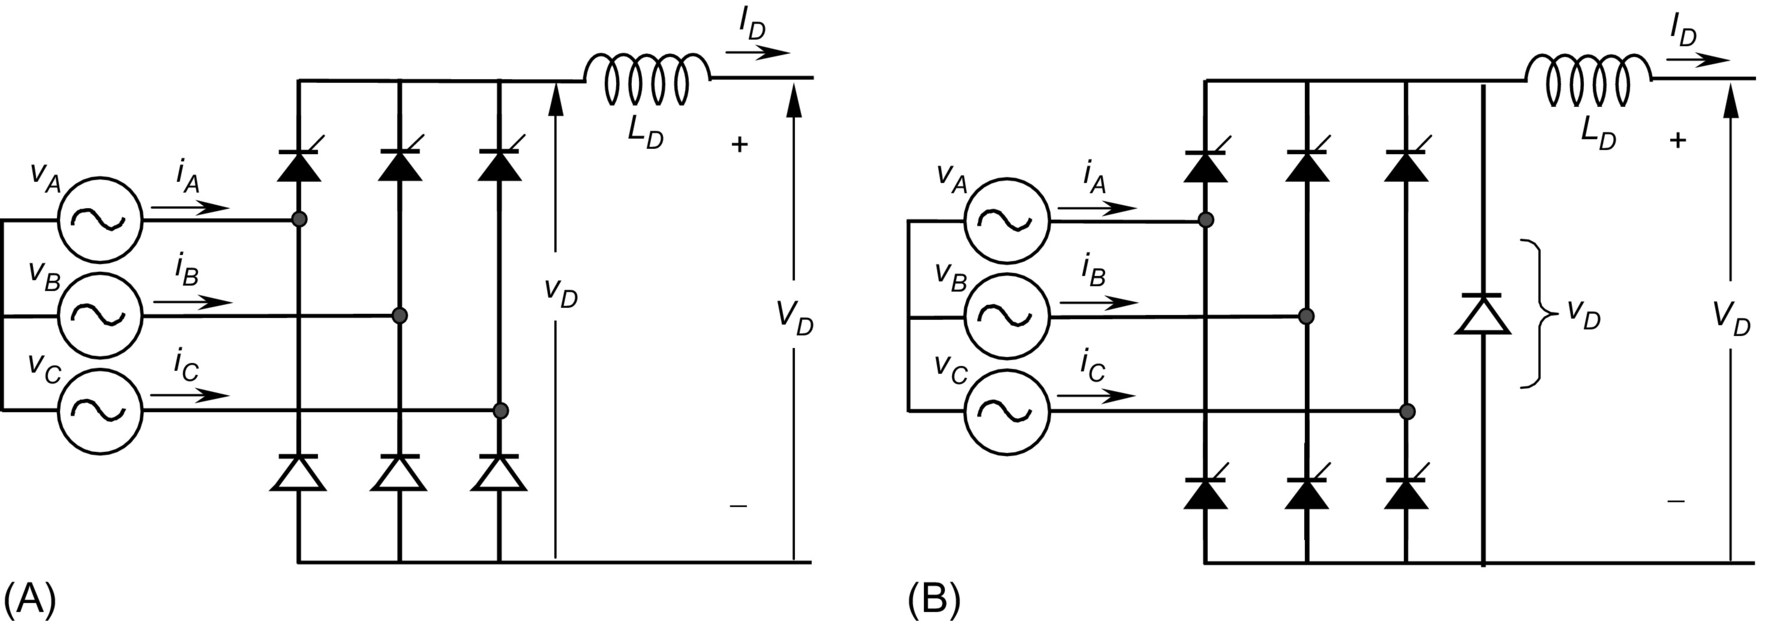 I_D
L_D
+
v_A
i_A
v_B
i_B
v_C
i_C
v_D
V_D
–
(A)
I_D
L_D
+
v_A
i_A
v_B
i_B
v_C
i_C
v_D
V_D
–
(B)